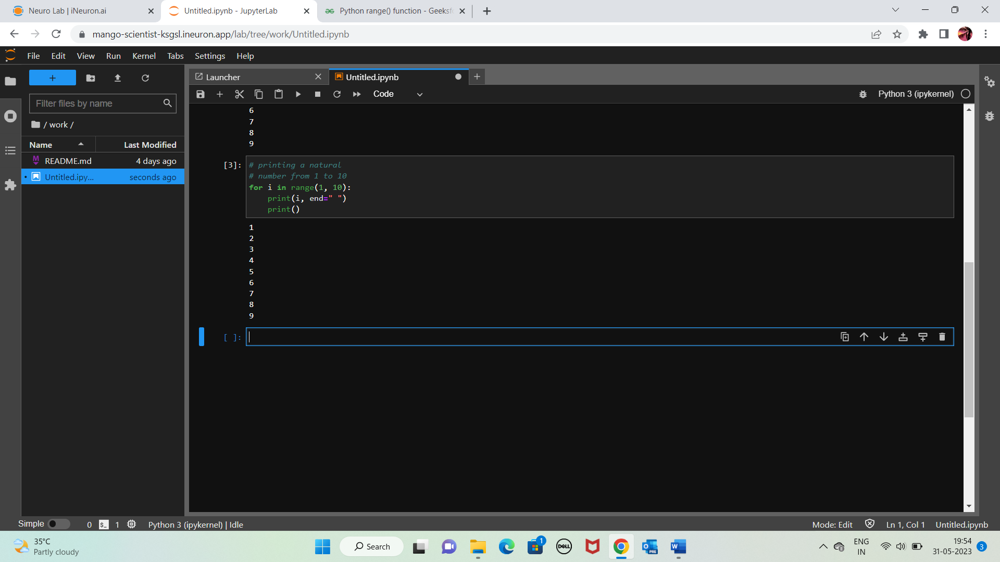 Neuro Lab | iNeuron.ai
Untitled.ipynb - JupyterLab
Python range() function - Geeksfo
mango-scientist-ksgsl.ineuron.app/lab/tree/work/Untitled.ipynb
File Edit View Run Kernel Tabs Settings Help
Launcher
Untitled.ipynb
Code
Python 3 (ipykernel)
Filter files by name
/ work /
Name Last Modified
README.md 4 days ago
Untitled.ipy... seconds ago
6
7
8
9
[3]: # printing a natural
# number from 1 to 10
for i in range(1, 10):
    print(i, end=" ")
    print()
1
2
3
4
5
6
7
8
9
[ ]:
Simple 0 $_ 1 Python 3 (ipykernel) | Idle
Mode: Edit Ln 1, Col 1 Untitled.ipynb
35°C
Partly cloudy
Search
1
DELL
PRE
W
ENG
IN
19:54
31-05-2023
3